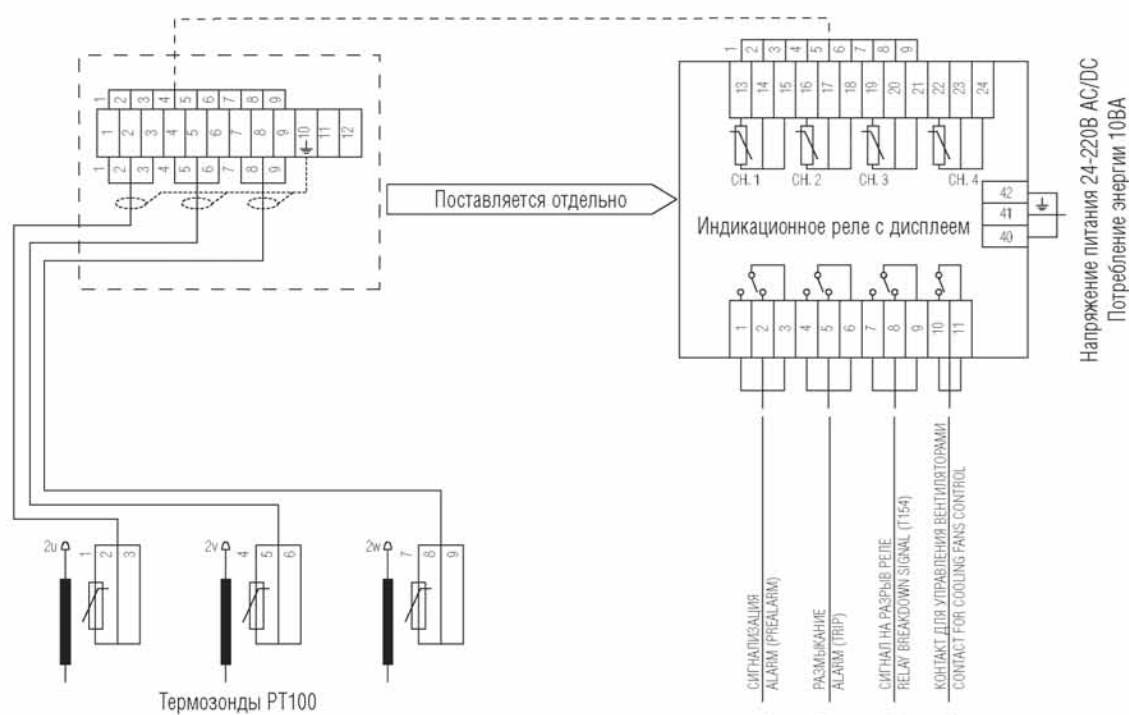 1 2 3 4 5 6 7 8 9
1 2 3 4 5 6 7 8 9 10 11 12
1 2 3 4 5 6 7 8 9
Поставляется отдельно
1 2 3 4 5 6 7 8 9
13 14 15 16 17 18 19 20 21 22 23 24
CH. 1 CH. 2 CH. 3 CH. 4
42
41
40
Индикационное реле с дисплеем
1 2 3 4 5 6 7 8 9 10 11
Напряжение питания 24-220В AC/DC
Потребление энергии 10ВА
СИГНАЛИЗАЦИЯ
ALARM (PREALARM)
РАЗМЫКАНИЕ
ALARM (TRIP)
СИГНАЛ НА РАЗРЫВ РЕЛЕ
RELAY BREAKDOWN SIGNAL (T154)
КОНТАКТ ДЛЯ УПРАВЛЕНИЯ ВЕНТИЛЯТОРАМИ
CONTACT FOR COOLING FANS CONTROL
2u 1 2 3
2v 4 5 6
2w 7 8 9
Термозонды PT100